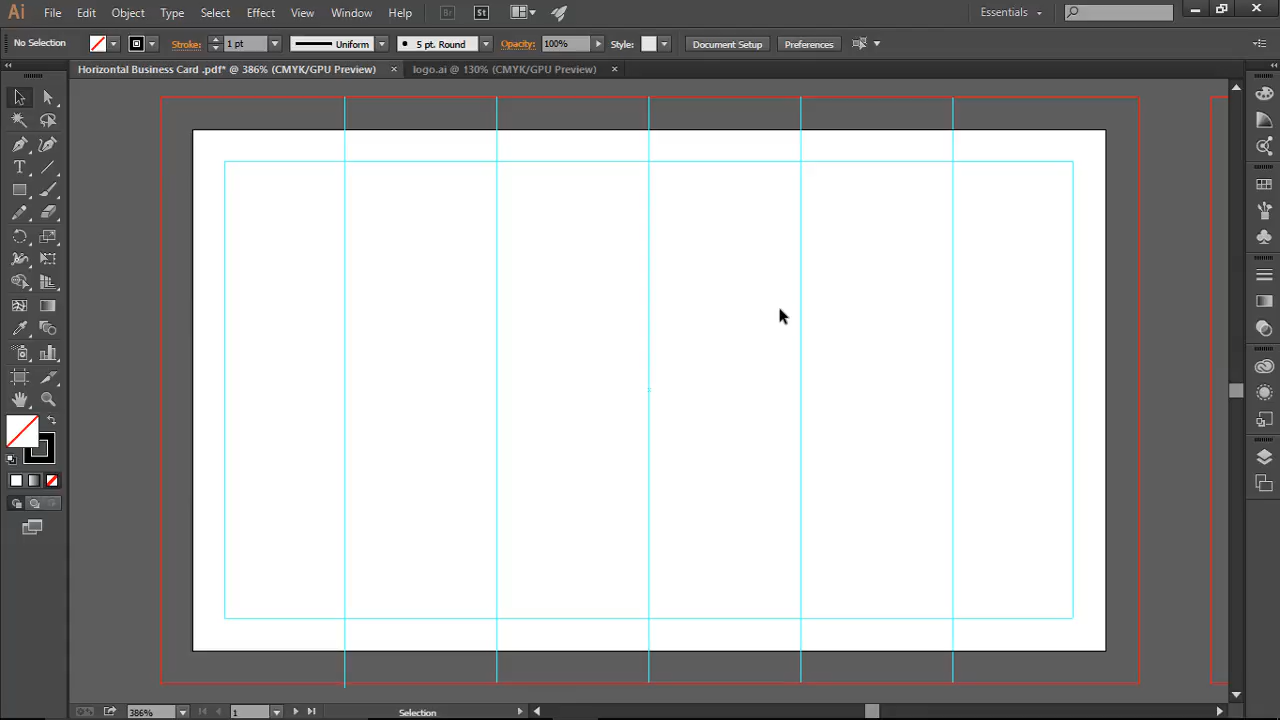 Ai File Edit Object Type Select Effect View Window Help Br St Essentials
No Selection Stroke: 1 pt Uniform 5 pt. Round Opacity: 100% Style: Document Setup Preferences
Horizontal Business Card .pdf* @ 386% (CMYK/GPU Preview) × logo.ai @ 130% (CMYK/GPU Preview) ×
386% 1 Selection